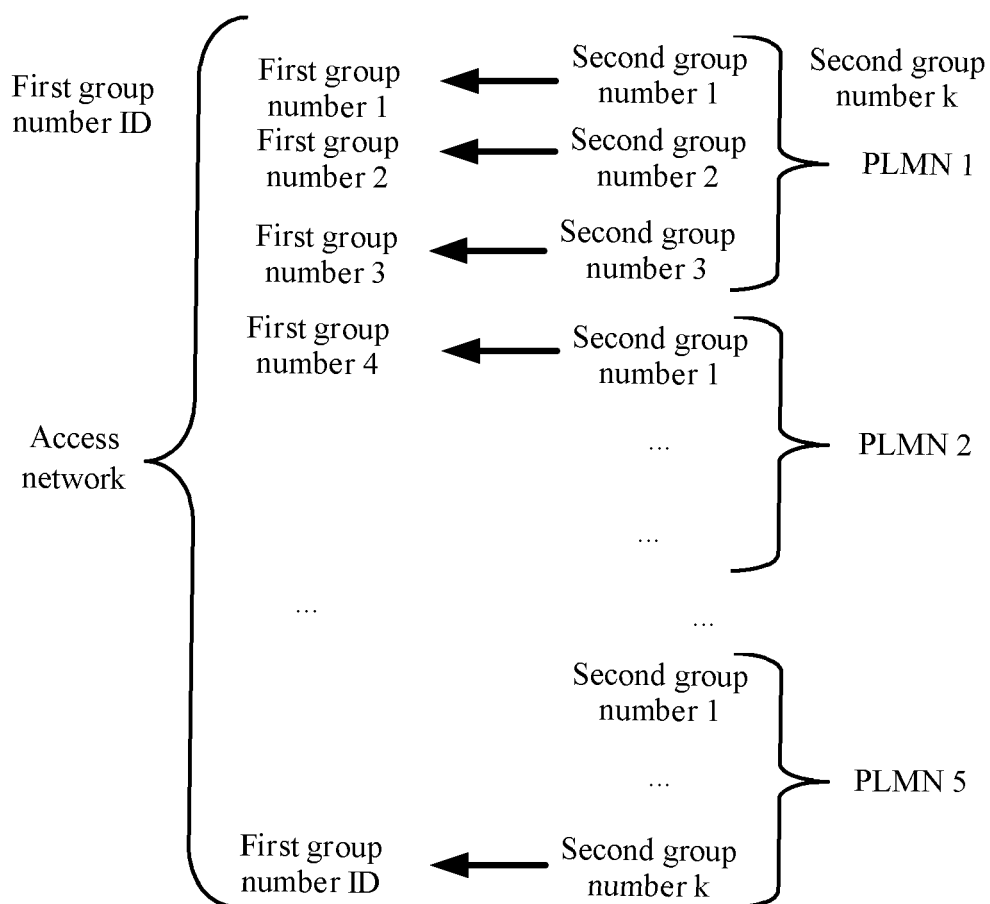 First group
number ID
First group
number 1
Second group
number 1
Second group
number k
First group
number 2
Second group
number 2
PLMN 1
First group
number 3
Second group
number 3
First group
number 4
Second group
number 1
Access
network
...
PLMN 2
...
...
...
Second group
number 1
...
PLMN 5
First group
number ID
Second group
number k